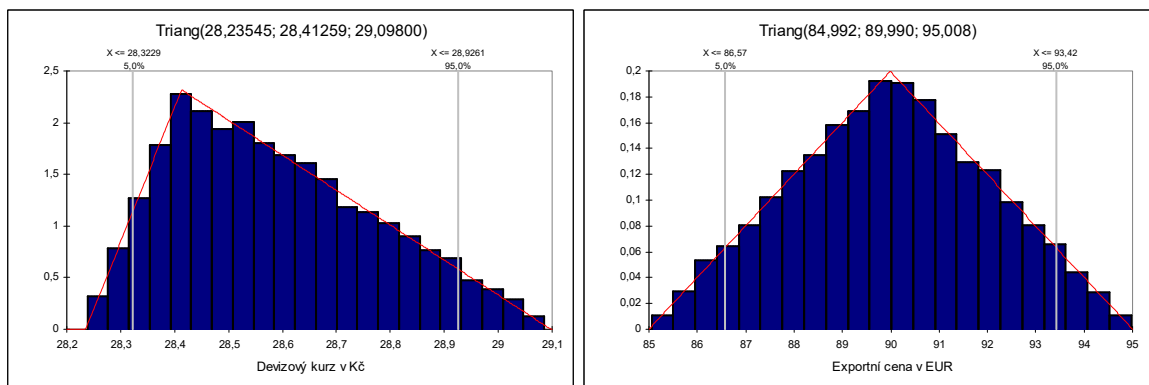 Triang(28,23545; 28,41259; 29,09800)
X <= 28,3229
5,0%
X <= 28,9261
95,0%
2,5
2
1,5
1
0,5
0
28,2 28,3 28,4 28,5 28,6 28,7 28,8 28,9 29 29,1
Devizový kurz v Kč
Triang(84,992; 89,990; 95,008)
X <= 86,57
5,0%
X <= 93,42
95,0%
0,2
0,18
0,16
0,14
0,12
0,1
0,08
0,06
0,04
0,02
0
85 86 87 88 89 90 91 92 93 94 95
Exportní cena v EUR